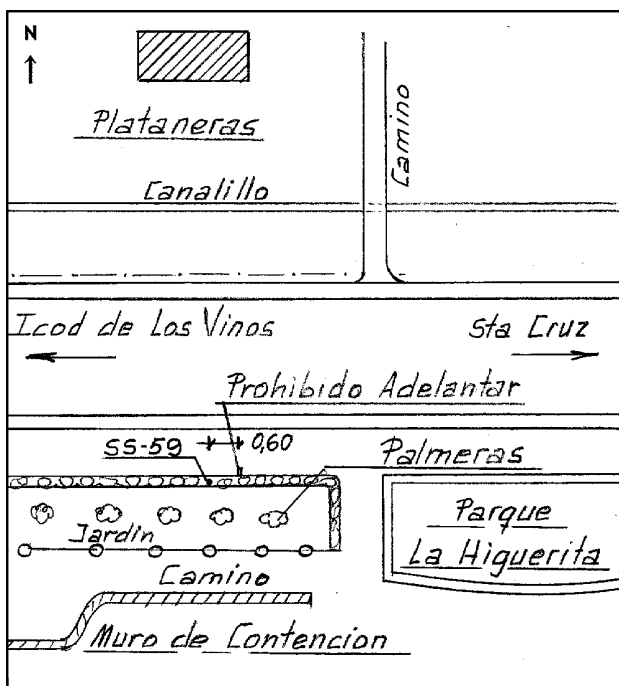 N
Plataneras
Camino
Canalillo
Icod de Los Vinos
Sta Cruz
Prohibido Adelantar
SS-59
0,60
Palmeras
Parque
La Higuerita
Jardin
Camino
Muro de Contencion